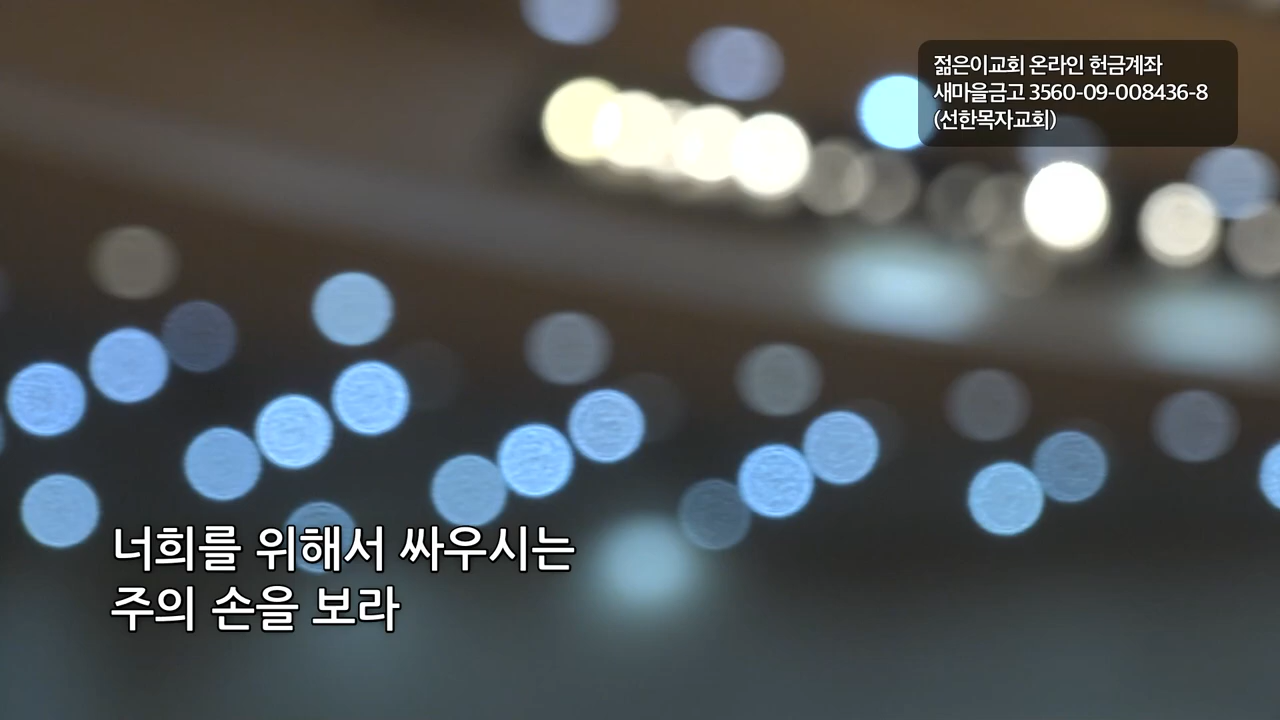 젊은이교회 온라인 헌금계좌
새마을금고 3560-09-008436-8
(선한목자교회)
너희를 위해서 싸우시는
주의 손을 보라